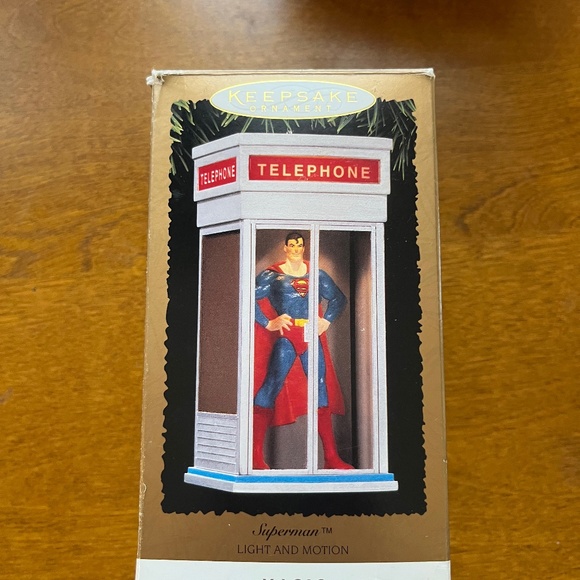 KEEPSAKE
ORNAMENT
TELEPHONE TELEPHONE
Superman™
LIGHT AND MOTION